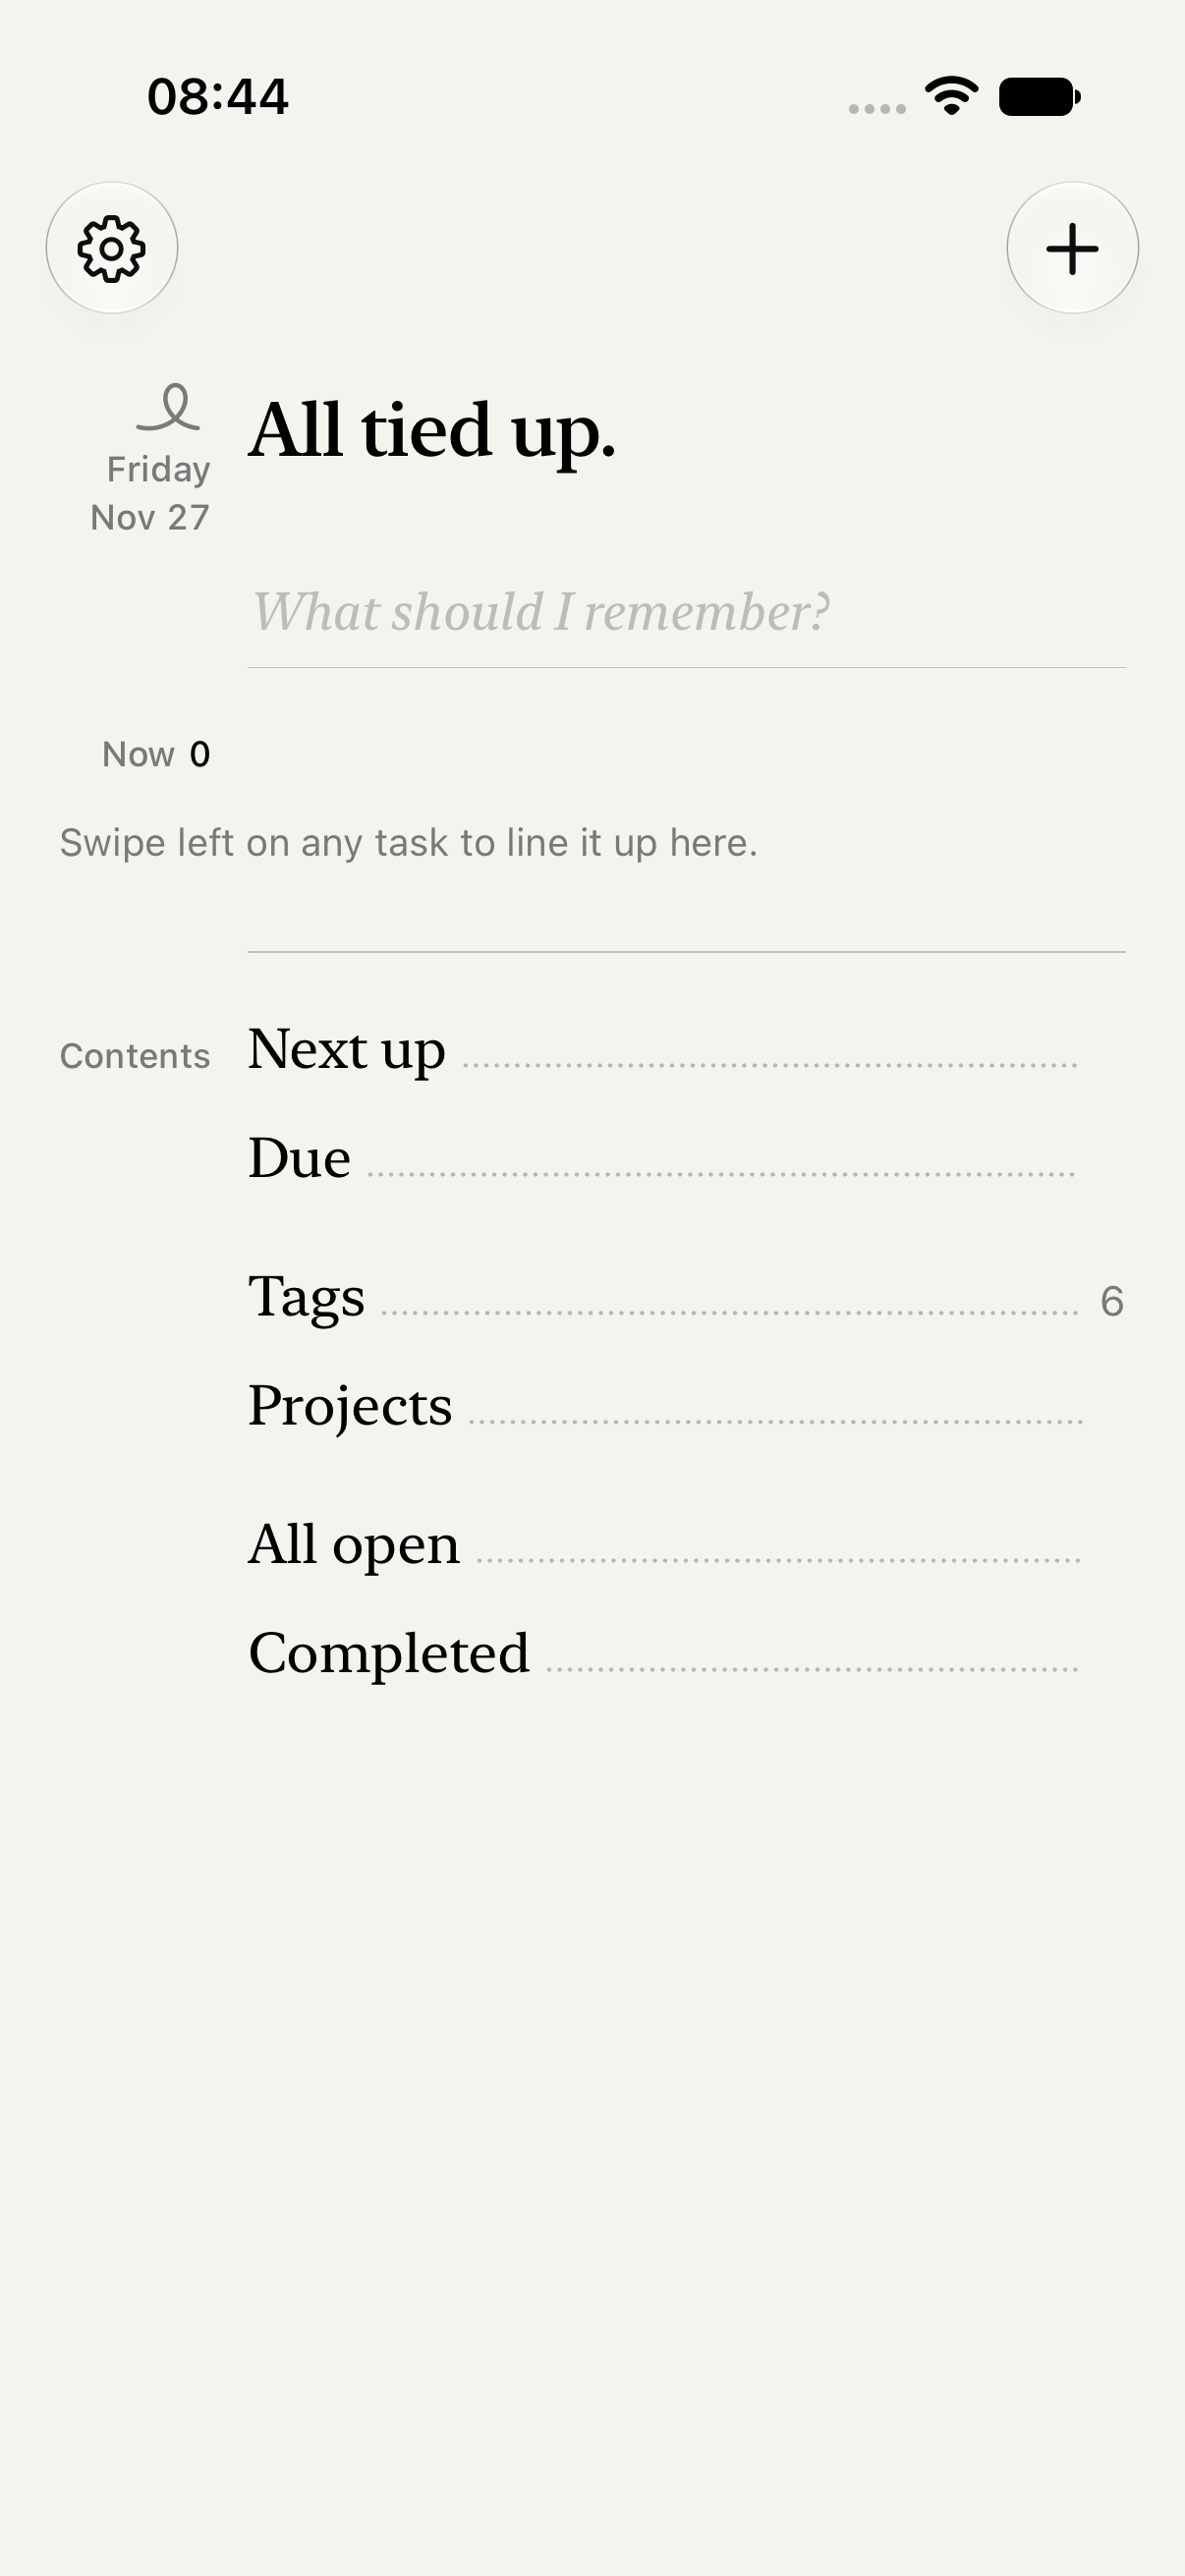 08:44
All tied up.
Friday
Nov 27
What should I remember?
Now 0
Swipe left on any task to line it up here.
Contents
Next up
Due
Tags 6
Projects
All open
Completed